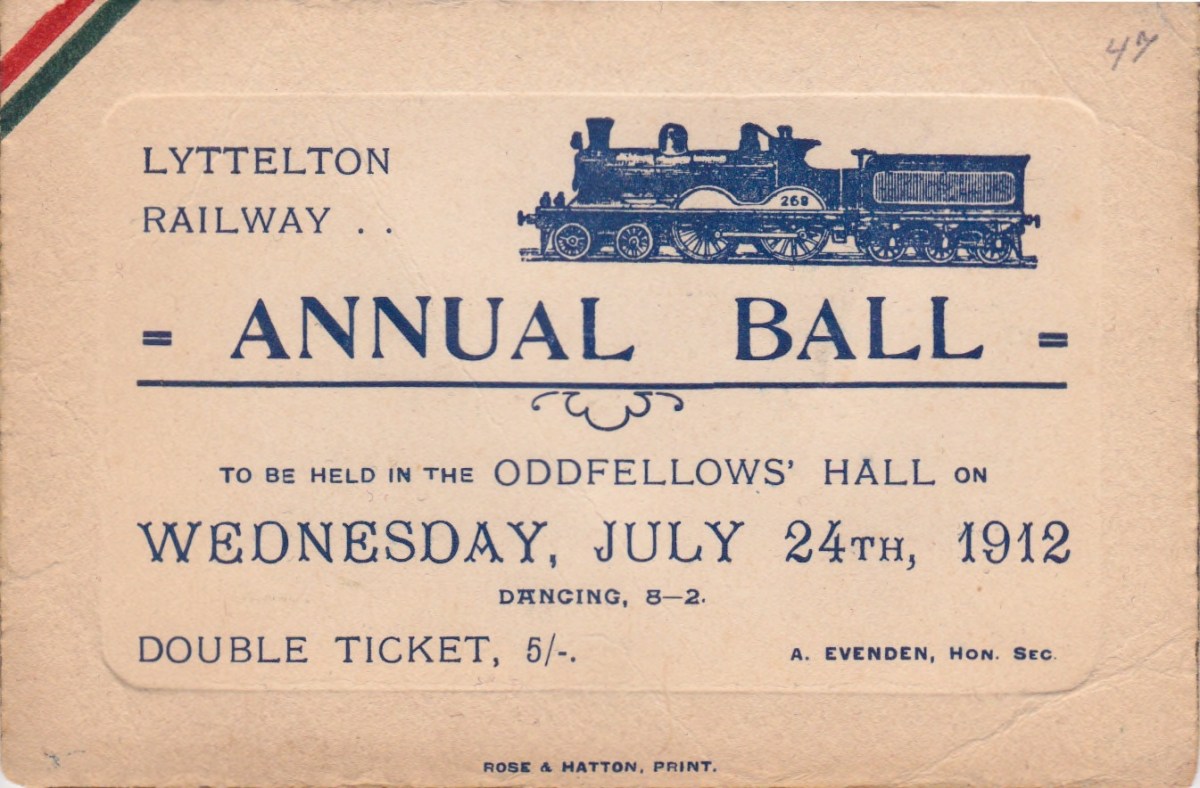 47
LYTTELTON
RAILWAY . .
268
= ANNUAL BALL =
TO BE HELD IN THE ODDFELLOWS' HALL ON
WEDNESDAY, JULY 24TH, 1912
DANCING, 8—2.
DOUBLE TICKET, 5/-.
A. EVENDEN, HON. SEC.
ROSE & HATTON, PRINT.